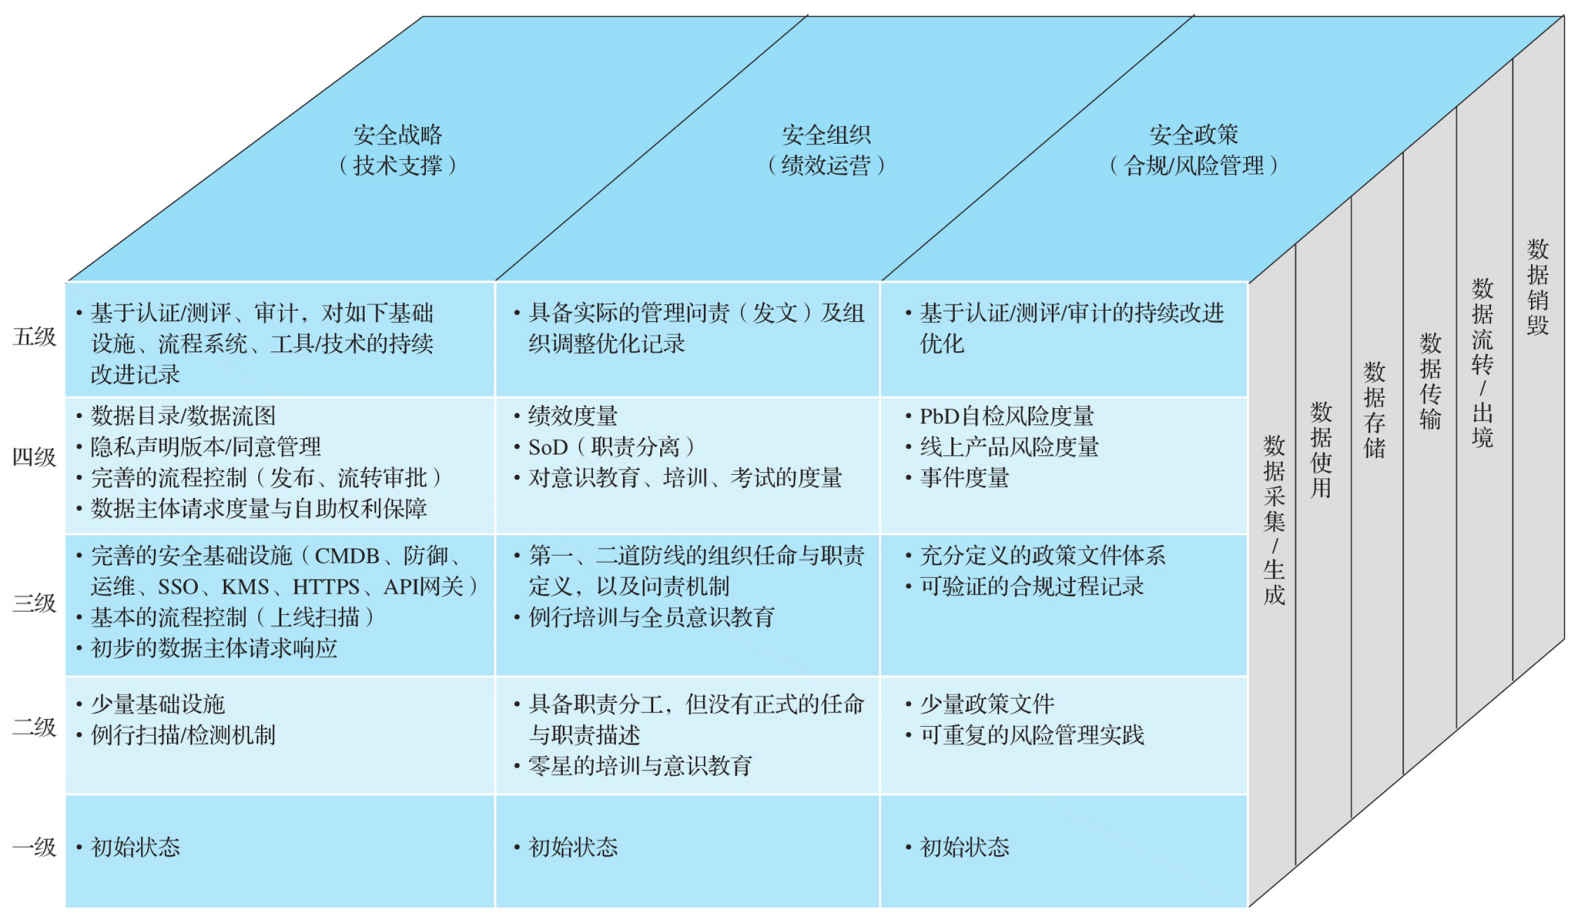 安全战略
（技术支撑）
安全组织
（绩效运营）
安全政策
（合规/风险管理）
五级
• 基于认证/测评、审计，对如下基础
设施、流程系统、工具/技术的持续
改进记录
• 具备实际的管理问责（发文）及组
织调整优化记录
• 基于认证/测评/审计的持续改进
优化
四级
• 数据目录/数据流图
• 隐私声明版本/同意管理
• 完善的流程控制（发布、流转审批）
• 数据主体请求度量与自助权利保障
• 绩效度量
• SoD（职责分离）
• 对意识教育、培训、考试的度量
• PbD自检风险度量
• 线上产品风险度量
• 事件度量
三级
• 完善的安全基础设施（CMDB、防御、
运维、SSO、KMS、HTTPS、API网关）
• 基本的流程控制（上线扫描）
• 初步的数据主体请求响应
• 第一、二道防线的组织任命与职责
定义，以及问责机制
• 例行培训与全员意识教育
• 充分定义的政策文件体系
• 可验证的合规过程记录
二级
• 少量基础设施
• 例行扫描/检测机制
• 具备职责分工，但没有正式的任命
与职责描述
• 零星的培训与意识教育
• 少量政策文件
• 可重复的风险管理实践
一级
• 初始状态
• 初始状态
• 初始状态
数据采集/生成
数据使用
数据存储
数据传输
数据流转/出境
数据销毁